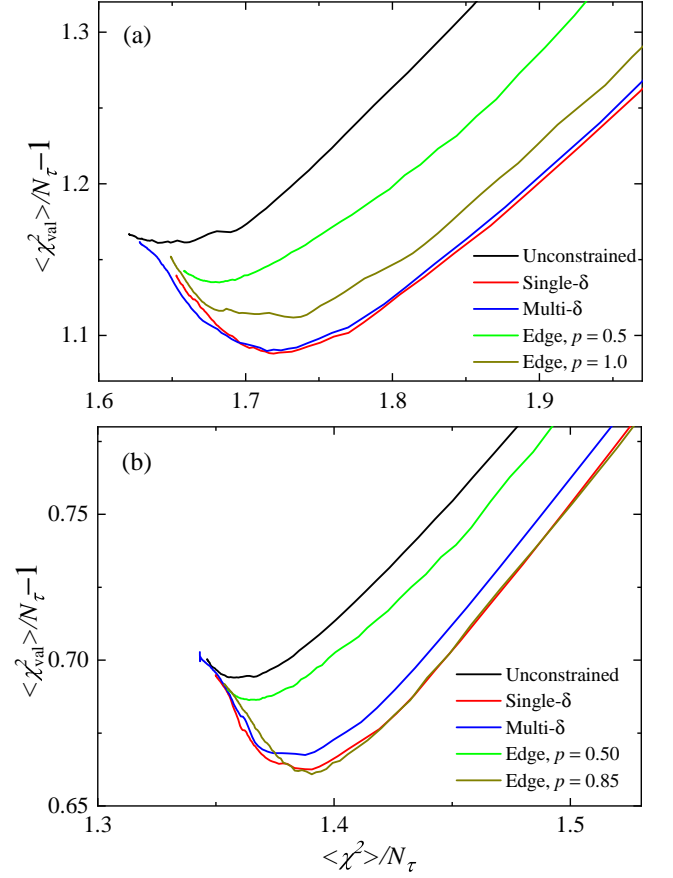 (a)
1.3
1.2
1.1
<χ²val>/Nτ−1
Unconstrained
Single-δ
Multi-δ
Edge, p = 0.5
Edge, p = 1.0
1.6 1.7 1.8 1.9
(b)
0.75
0.70
0.65
<χ²val>/Nτ−1
Unconstrained
Single-δ
Multi-δ
Edge, p = 0.50
Edge, p = 0.85
1.3 1.4 1.5
<χ²>/Nτ